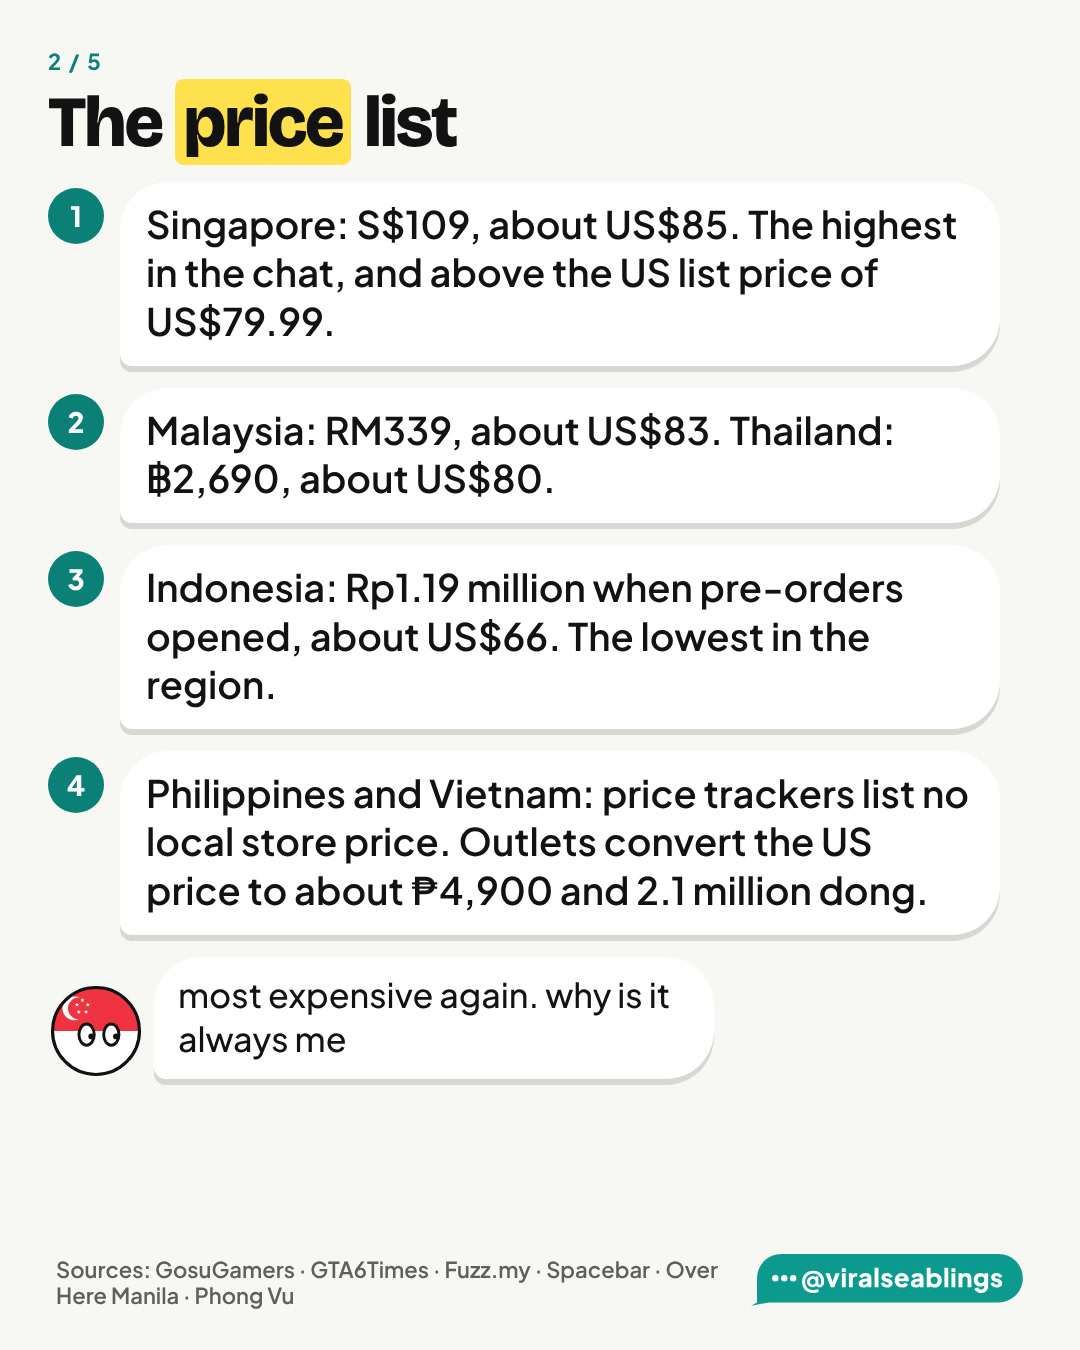 2 / 5
The price list
1
Singapore: S$109, about US$85. The highest
in the chat, and above the US list price of
US$79.99.
2
Malaysia: RM339, about US$83. Thailand:
฿2,690, about US$80.
3
Indonesia: Rp1.19 million when pre-orders
opened, about US$66. The lowest in the
region.
4
Philippines and Vietnam: price trackers list no
local store price. Outlets convert the US
price to about ₱4,900 and 2.1 million dong.
most expensive again. why is it
always me
Sources: GosuGamers · GTA6Times · Fuzz.my · Spacebar · Over
Here Manila · Phong Vu
@viralseablings